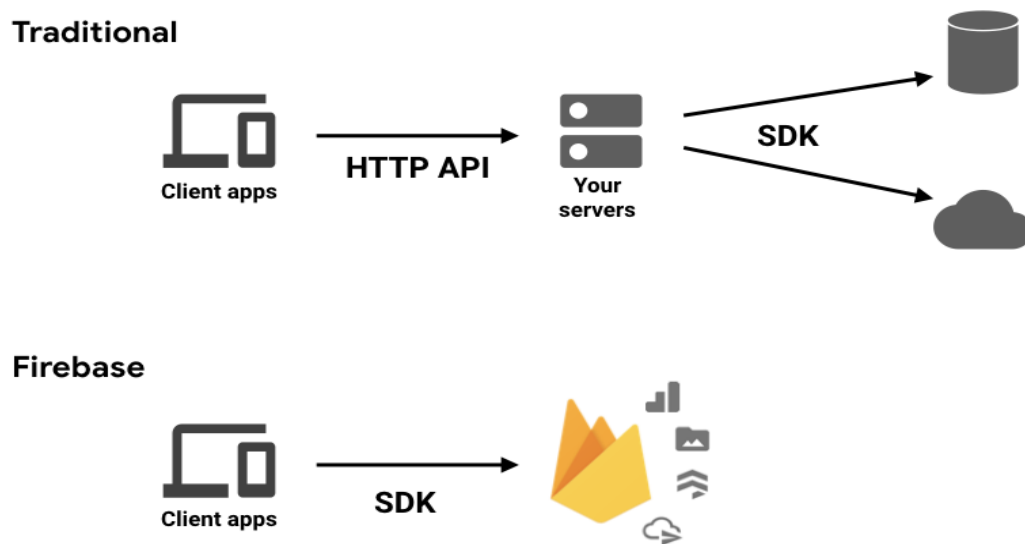 Traditional
SDK
HTTP API
Client apps
Your
servers
Firebase
SDK
Client apps